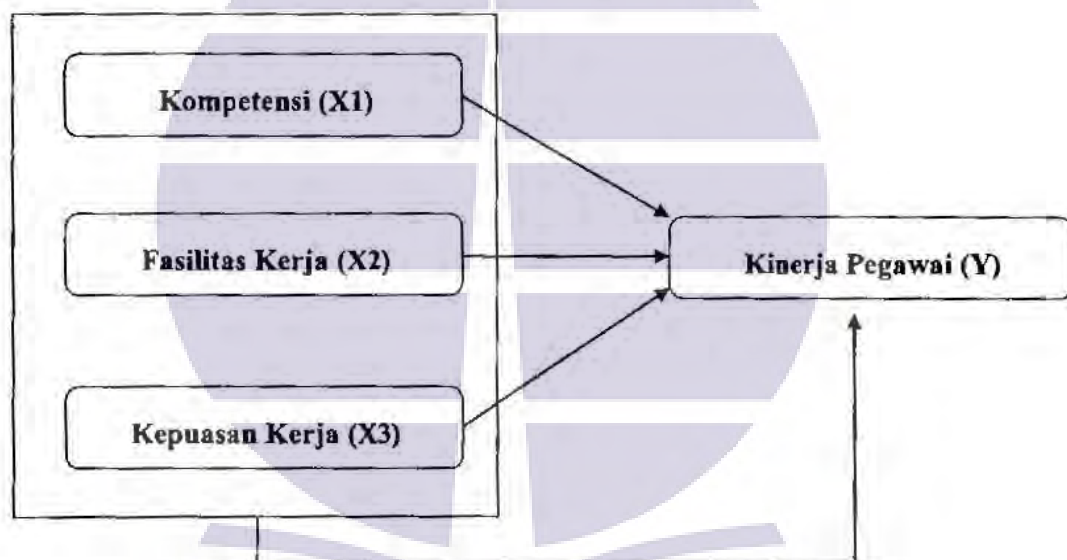 Kompetensi (X1)
Fasilitas Kerja (X2)
Kinerja Pegawai (Y)
Kepuasan Kerja (X3)